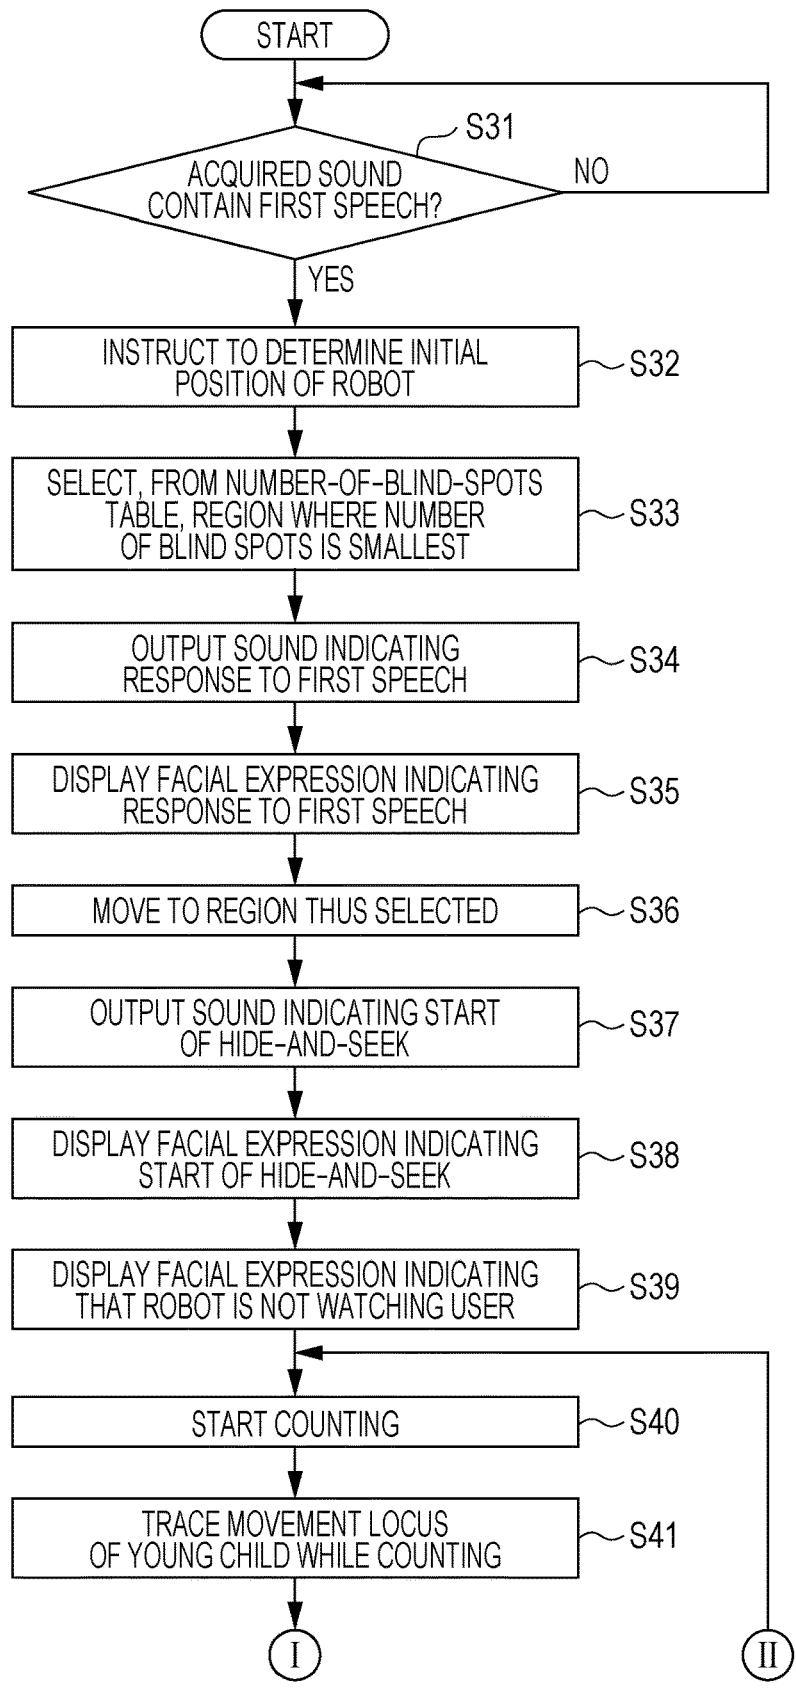 START
S31
ACQUIRED SOUND
CONTAIN FIRST SPEECH?
NO
YES
INSTRUCT TO DETERMINE INITIAL
POSITION OF ROBOT
S32
SELECT, FROM NUMBER-OF-BLIND-SPOTS
TABLE, REGION WHERE NUMBER
OF BLIND SPOTS IS SMALLEST
S33
OUTPUT SOUND INDICATING
RESPONSE TO FIRST SPEECH
S34
DISPLAY FACIAL EXPRESSION INDICATING
RESPONSE TO FIRST SPEECH
S35
MOVE TO REGION THUS SELECTED
S36
OUTPUT SOUND INDICATING START
OF HIDE-AND-SEEK
S37
DISPLAY FACIAL EXPRESSION INDICATING
START OF HIDE-AND-SEEK
S38
DISPLAY FACIAL EXPRESSION INDICATING
THAT ROBOT IS NOT WATCHING USER
S39
START COUNTING
S40
TRACE MOVEMENT LOCUS
OF YOUNG CHILD WHILE COUNTING
S41
I
II